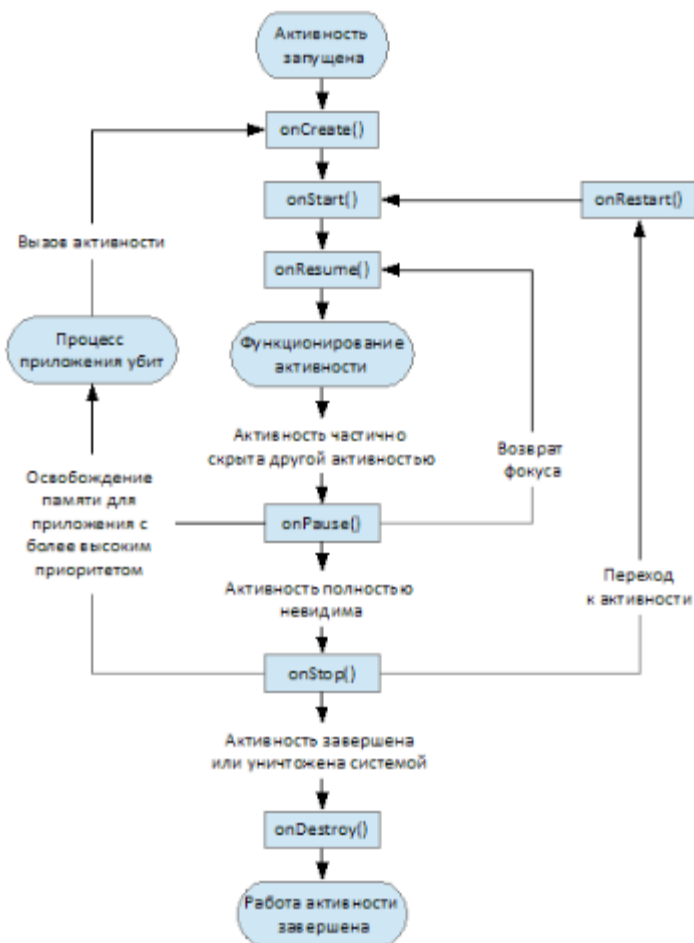 Активность
запущена
onCreate()
onStart()
onRestart()
Вызов активности
onResume()
Процесс
приложения убит
Функционирование
активности
Активность частично
скрыта другой активностью
Возврат
фокуса
Освобождение
памяти для
приложения с
более высоким
приоритетом
onPause()
Активность полностью
невидима
Переход
к активности
onStop()
Активность завершена
или уничтожена системой
onDestroy()
Работа активности
завершена